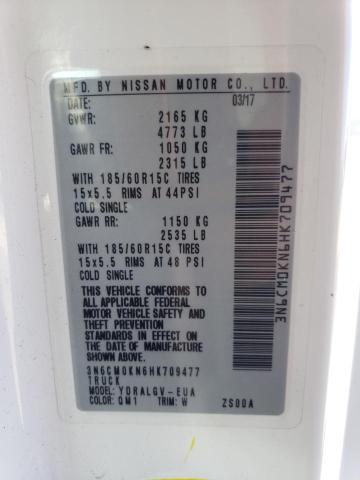 MFD. BY NISSAN MOTOR CO., LTD.
DATE: 03/17
GVWR: 2165 KG
4773 LB
GAWR FR: 1050 KG
2315 LB
WITH 185/60R15C TIRES
15x5.5 RIMS AT 44PSI
COLD SINGLE
GAWR RR: 1150 KG
2535 LB
WITH 185/60R15C TIRES
15x5.5 RIMS AT 48 PSI
COLD SINGLE
THIS VEHICLE CONFORMS TO
ALL APPLICABLE FEDERAL
MOTOR VEHICLE SAFETY
STANDARDS IN EFFECT ON
THE DATE OF MANUFACTURE
SHOWN ABOVE.
3N6CM0KN6HK709477
TRUCK
MODEL: YDRALGV-EUA
COLOR: QM1 TRIM: W ZS00A
3N6CM0KN6HK709477